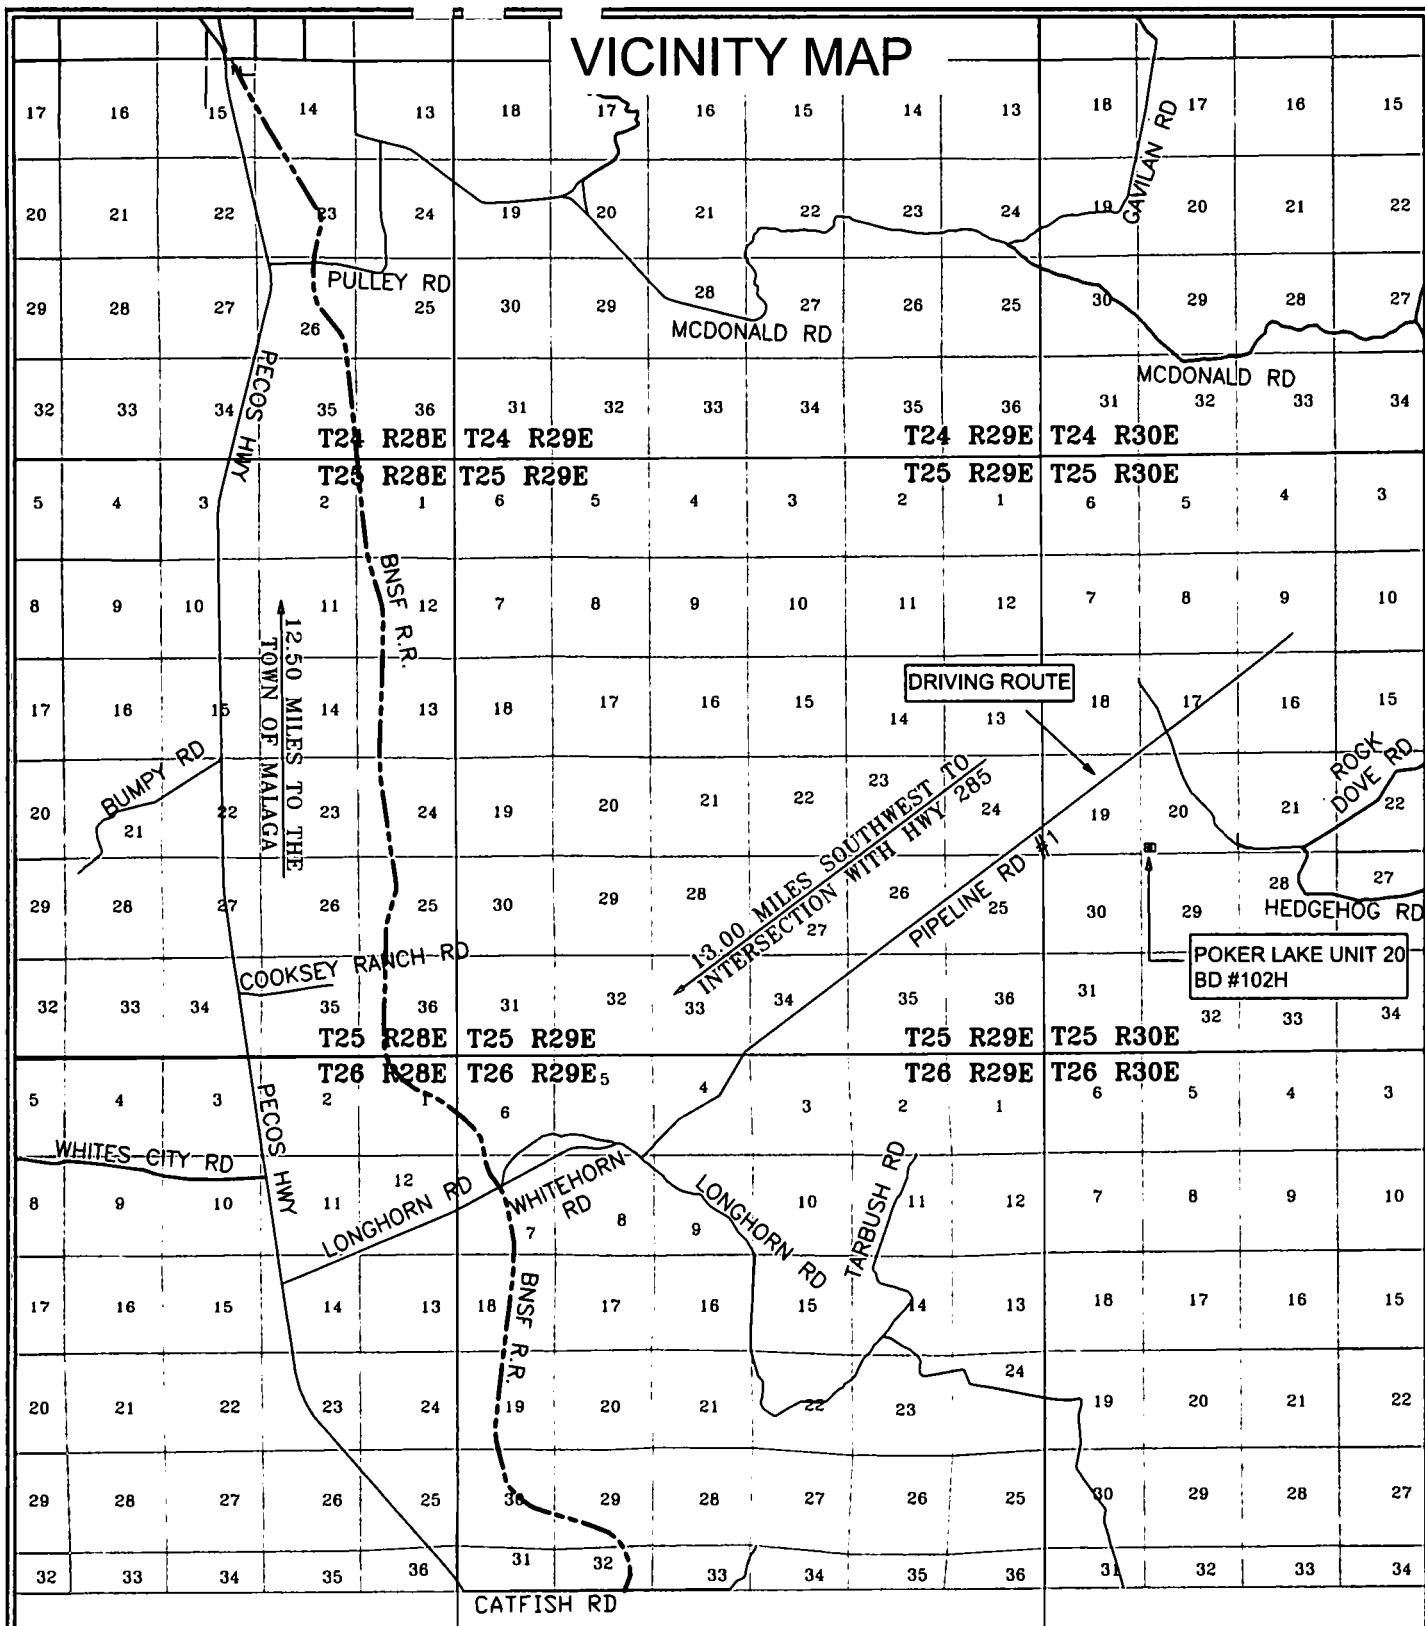 VICINITY MAP
17 16 15 14 13 18 17 16 15 14 13 18 17 16 15
GAVILAN RD
20 21 22 23 24 19 20 21 22 23 24 19 20 21 22
PULLEY RD
29 28 27 26 25 30 29 28 27 26 25 30 29 28 27
MCDONALD RD
MCDONALD RD
PECOS HWY
32 33 34 35 36 31 32 33 34 35 36 31 32 33 34
T24 R28E T24 R29E T24 R29E T24 R30E
T25 R28E T25 R29E T25 R29E T25 R30E
5 4 3 2 1 6 5 4 3 2 1 6 5 4 3
BNSF R.R.
8 9 10 11 12 7 8 9 10 11 12 7 8 9 10
12.50 MILES TO THE
TOWN OF MALAGA
DRIVING ROUTE
17 16 15 14 13 18 17 16 15 14 13 18 17 16 15
BUMPY RD
ROCK
DOVE RD
20 21 22 23 24 19 20 21 22 23 24 19 20 21 22
13.00 MILES SOUTHWEST TO
INTERSECTION WITH HWY 285
PIPELINE RD #1
29 28 27 26 25 30 29 28 27 26 25 30 29 28 27
HEDGEHOG RD
COOKSEY RANCH RD
POKER LAKE UNIT 20
BD #102H
32 33 34 35 36 31 32 33 34 35 36 31 32 33 34
T25 R28E T25 R29E T25 R29E T25 R30E
T26 R28E T26 R29E T26 R29E T26 R30E
5 4 3 2 1 6 5 4 3 2 1 6 5 4 3
WHITES CITY RD
PECOS HWY
LONGHORN RD
WHITEHORN
RD
LONGHORN RD
TARBUSH RD
8 9 10 11 12 7 8 9 10 11 12 7 8 9 10
BNSF R.R.
17 16 15 14 13 18 17 16 15 14 13 18 17 16 15
20 21 22 23 24 19 20 21 22 23 24 19 20 21 22
29 28 27 26 25 30 29 28 27 26 25 30 29 28 27
32 33 34 35 36 31 32 33 34 35 36 31 32 33 34
CATFISH RD